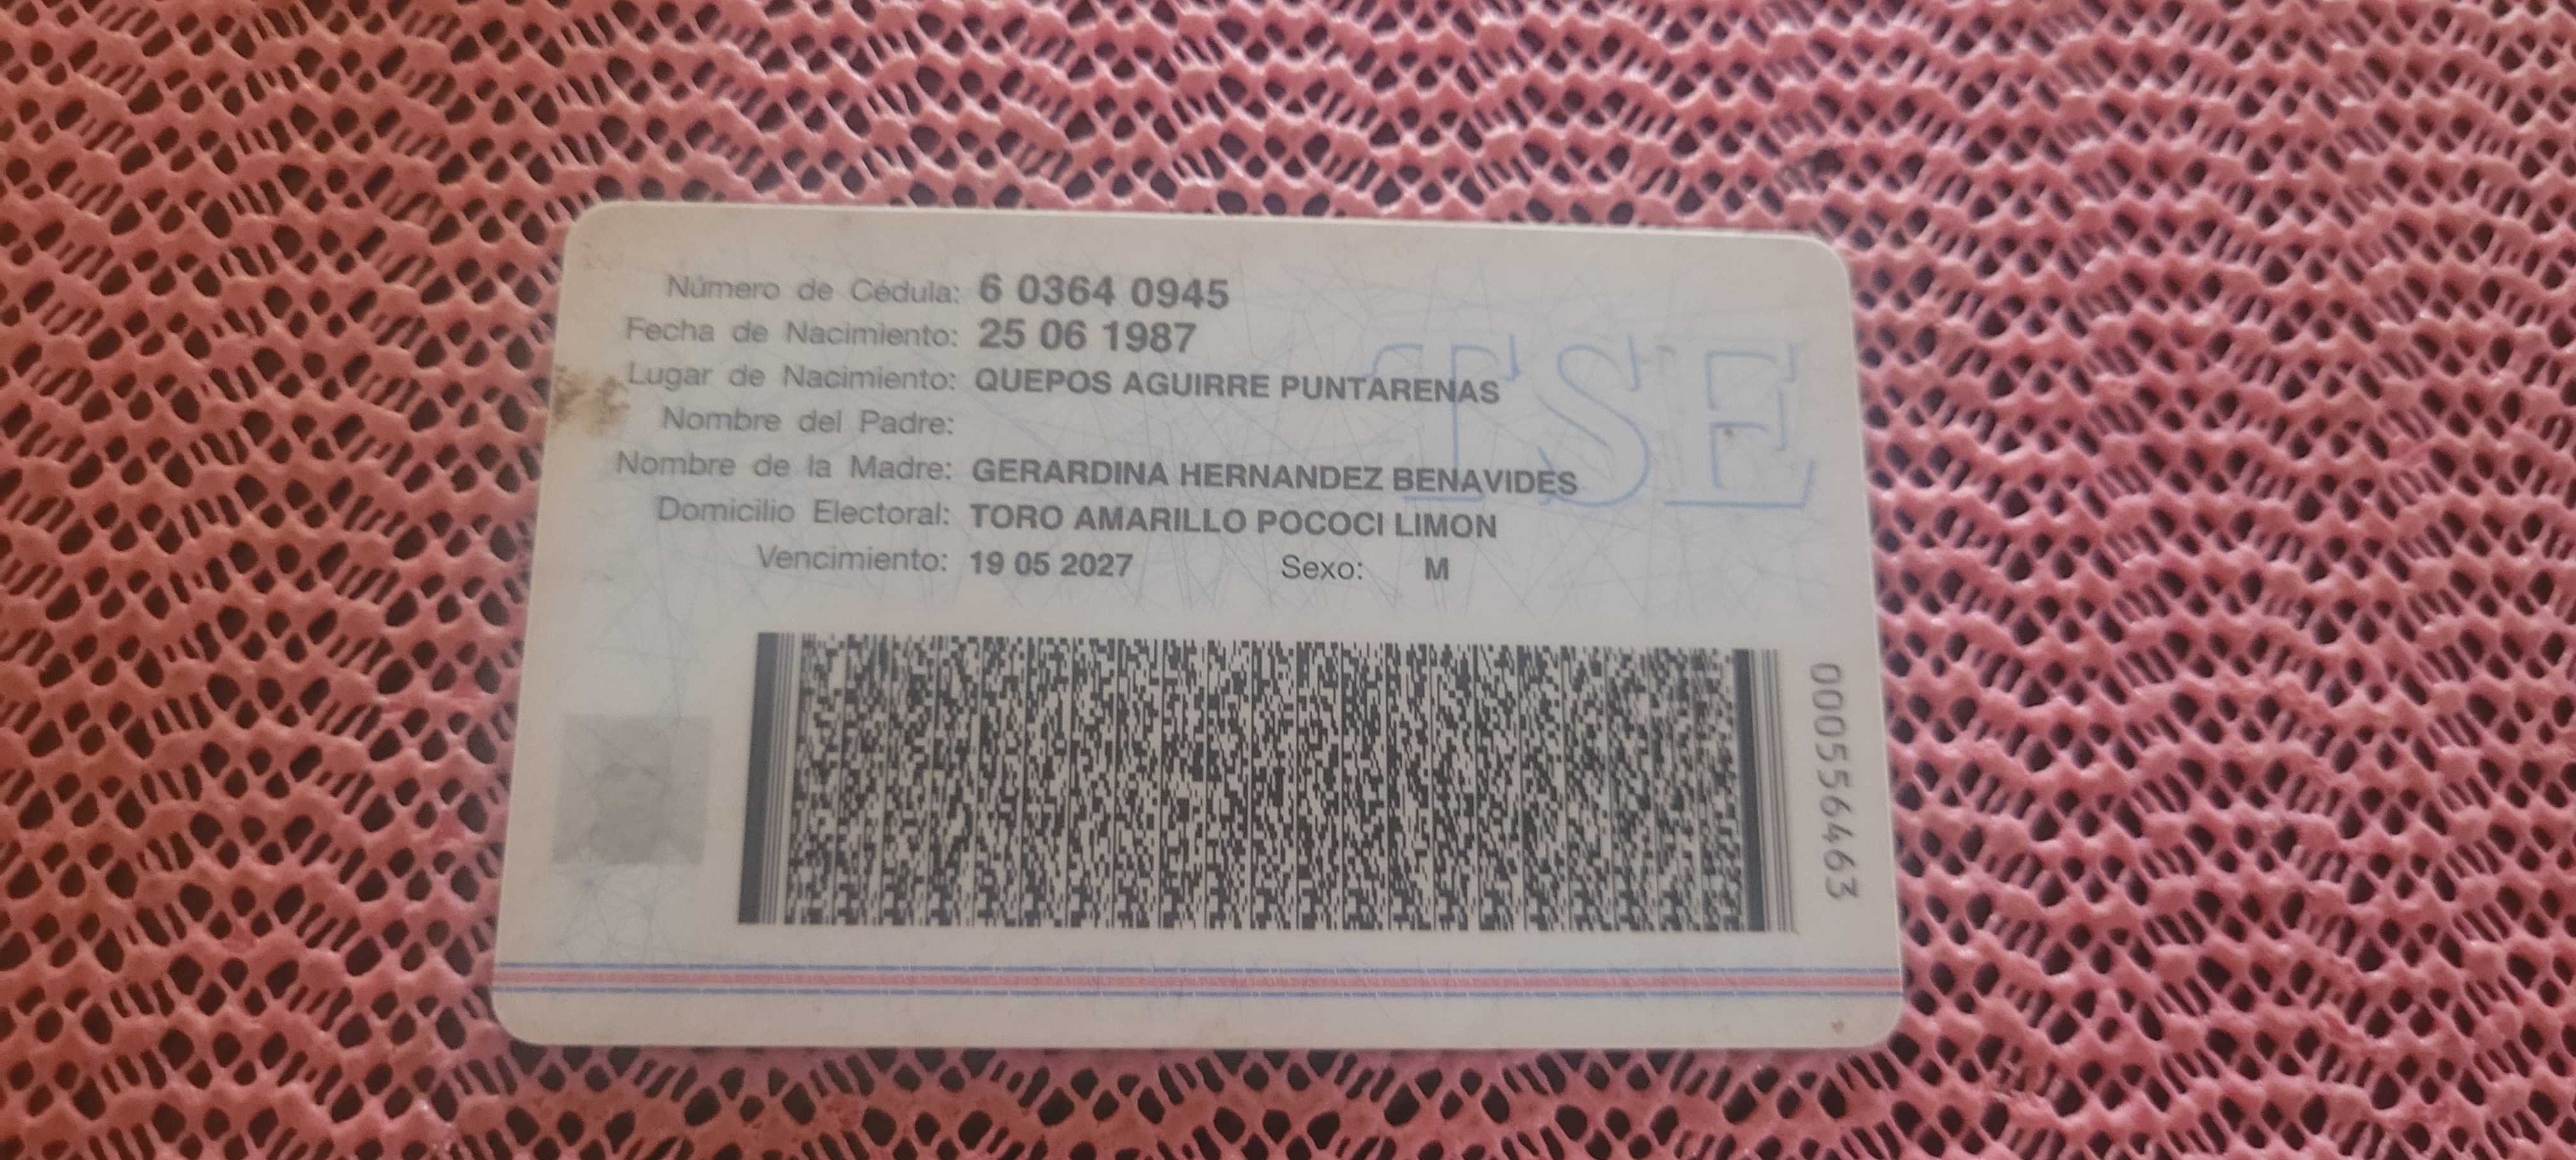 Número de Cédula: 6 0364 0945
Fecha de Nacimiento: 25 06 1987
Lugar de Nacimiento: QUEPOS AGUIRRE PUNTARENAS
Nombre del Padre:
Nombre de la Madre: GERARDINA HERNANDEZ BENAVIDES
Domicilio Electoral: TORO AMARILLO POCOCI LIMON
Vencimiento: 19 05 2027 Sexo: M
TSE
000556463